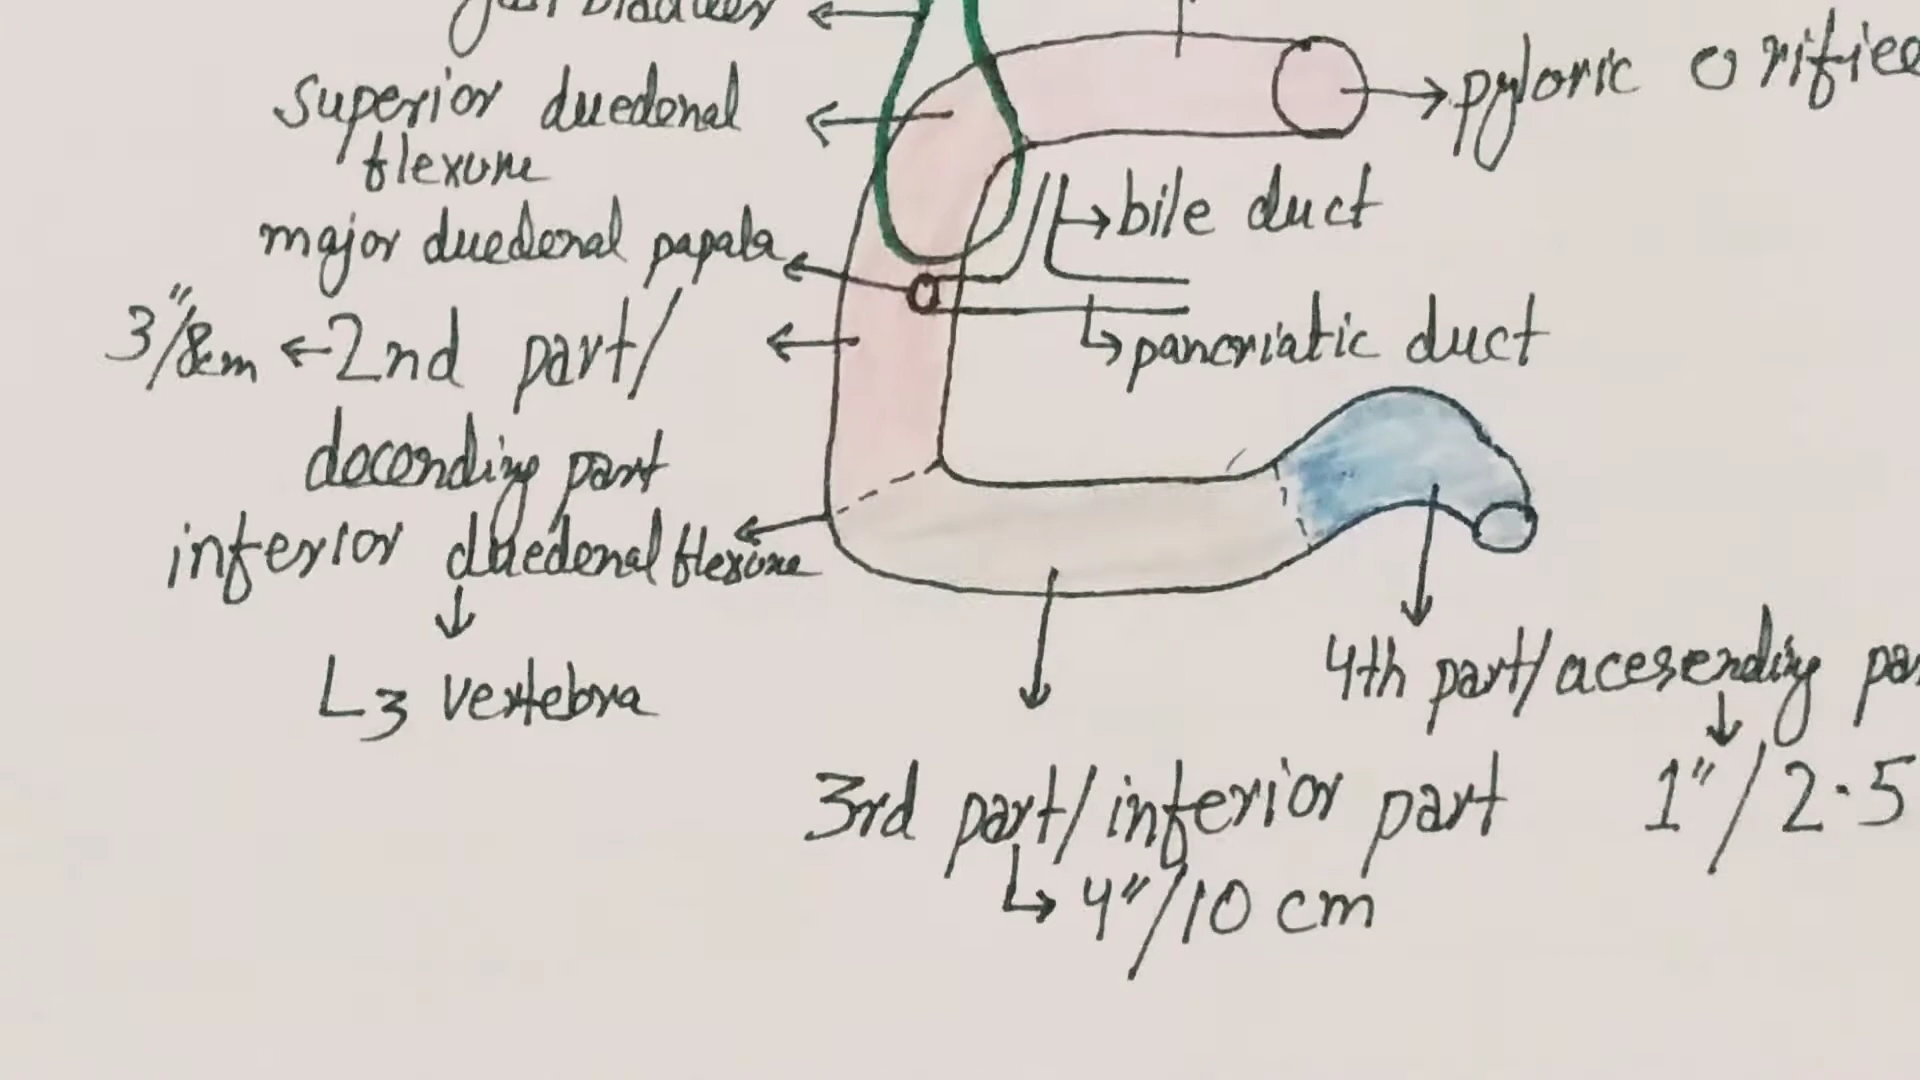 superior duedenal
flexure
pyloric orifice
major duedenal papala
bile duct
3"/8cm ← 2nd part/
doconding part
pancriatic duct
inferior duedenal flexure
↓
L3 vertebra
4th part/acesending
↓
1"/2.5
3rd part/inferior part
↳ 4"/10 cm